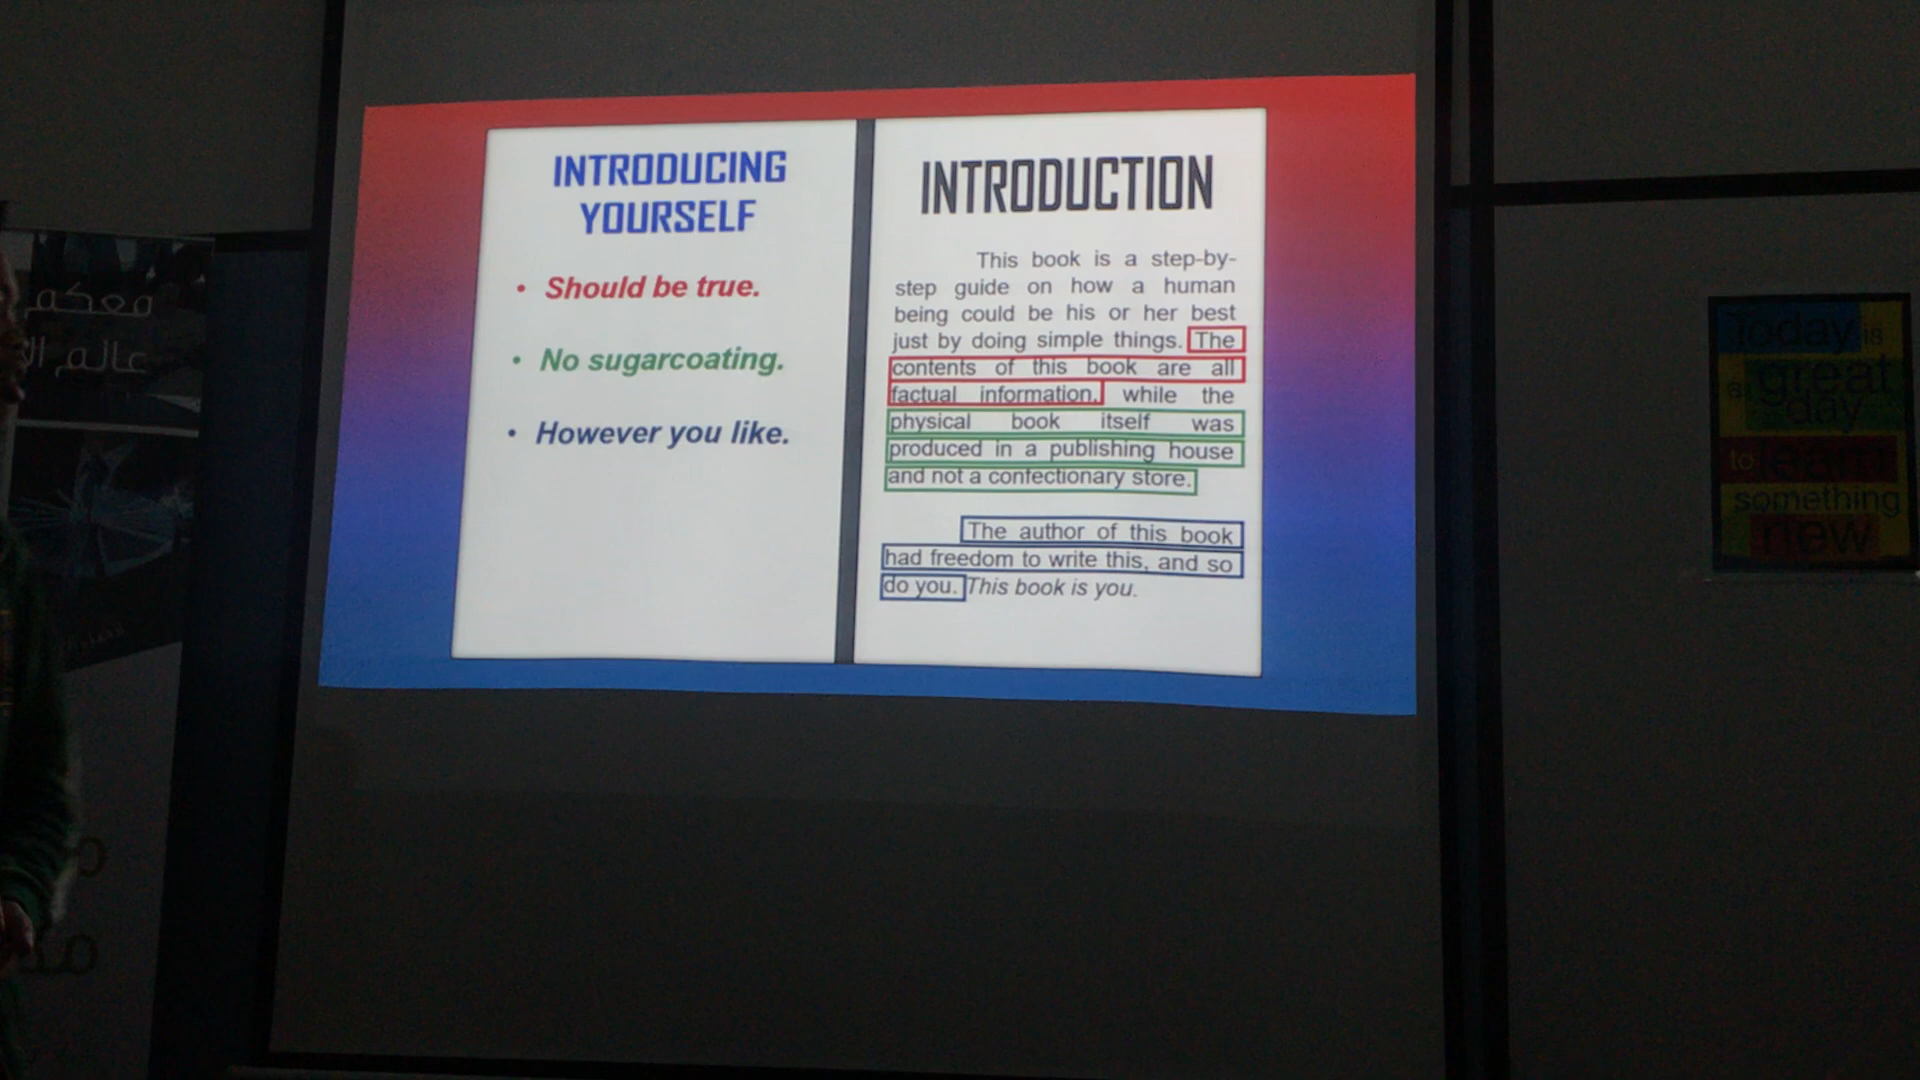 INTRODUCING
YOURSELF
• Should be true.
• No sugarcoating.
• However you like.
INTRODUCTION
This book is a step-by-
step guide on how a human
being could be his or her best
just by doing simple things. The
contents of this book are all
factual information, while the
physical book itself was
produced in a publishing house
and not a confectionary store.
The author of this book
had freedom to write this, and so
do you. This book is you.
معكم
Today is
a great
day
to learn
something
new